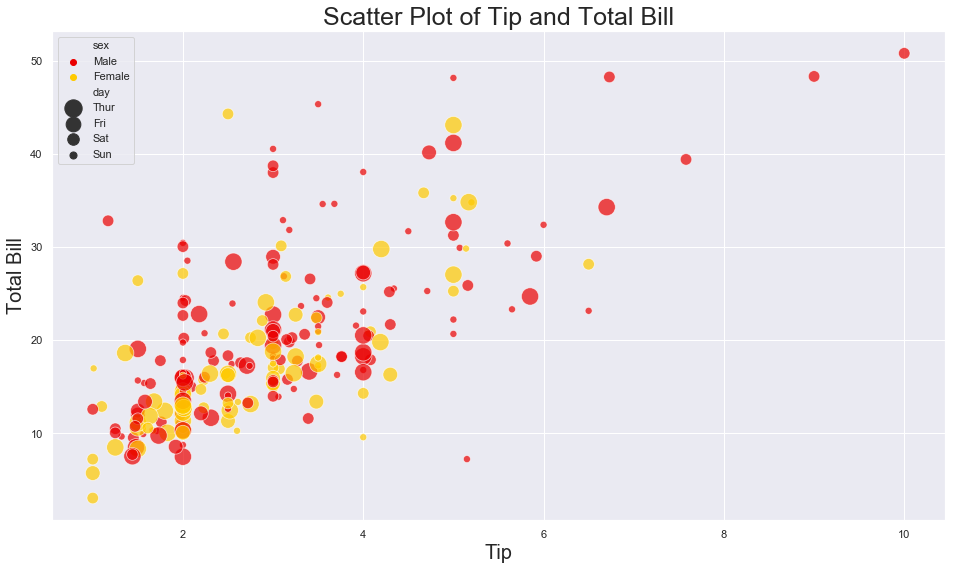 Scatter Plot of Tip and Total Bill
sex
Male
Female
day
Thur
Fri
Sat
Sun
Total Bill
50
40
30
20
10
2 4 6 8 10
Tip